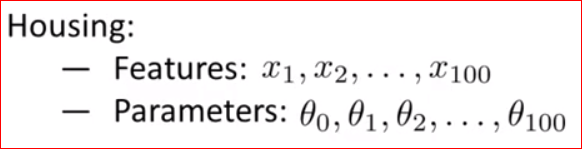 Housing:
— Features: x₁, x₂, . . . , x₁₀₀
— Parameters: θ₀, θ₁, θ₂, . . . , θ₁₀₀